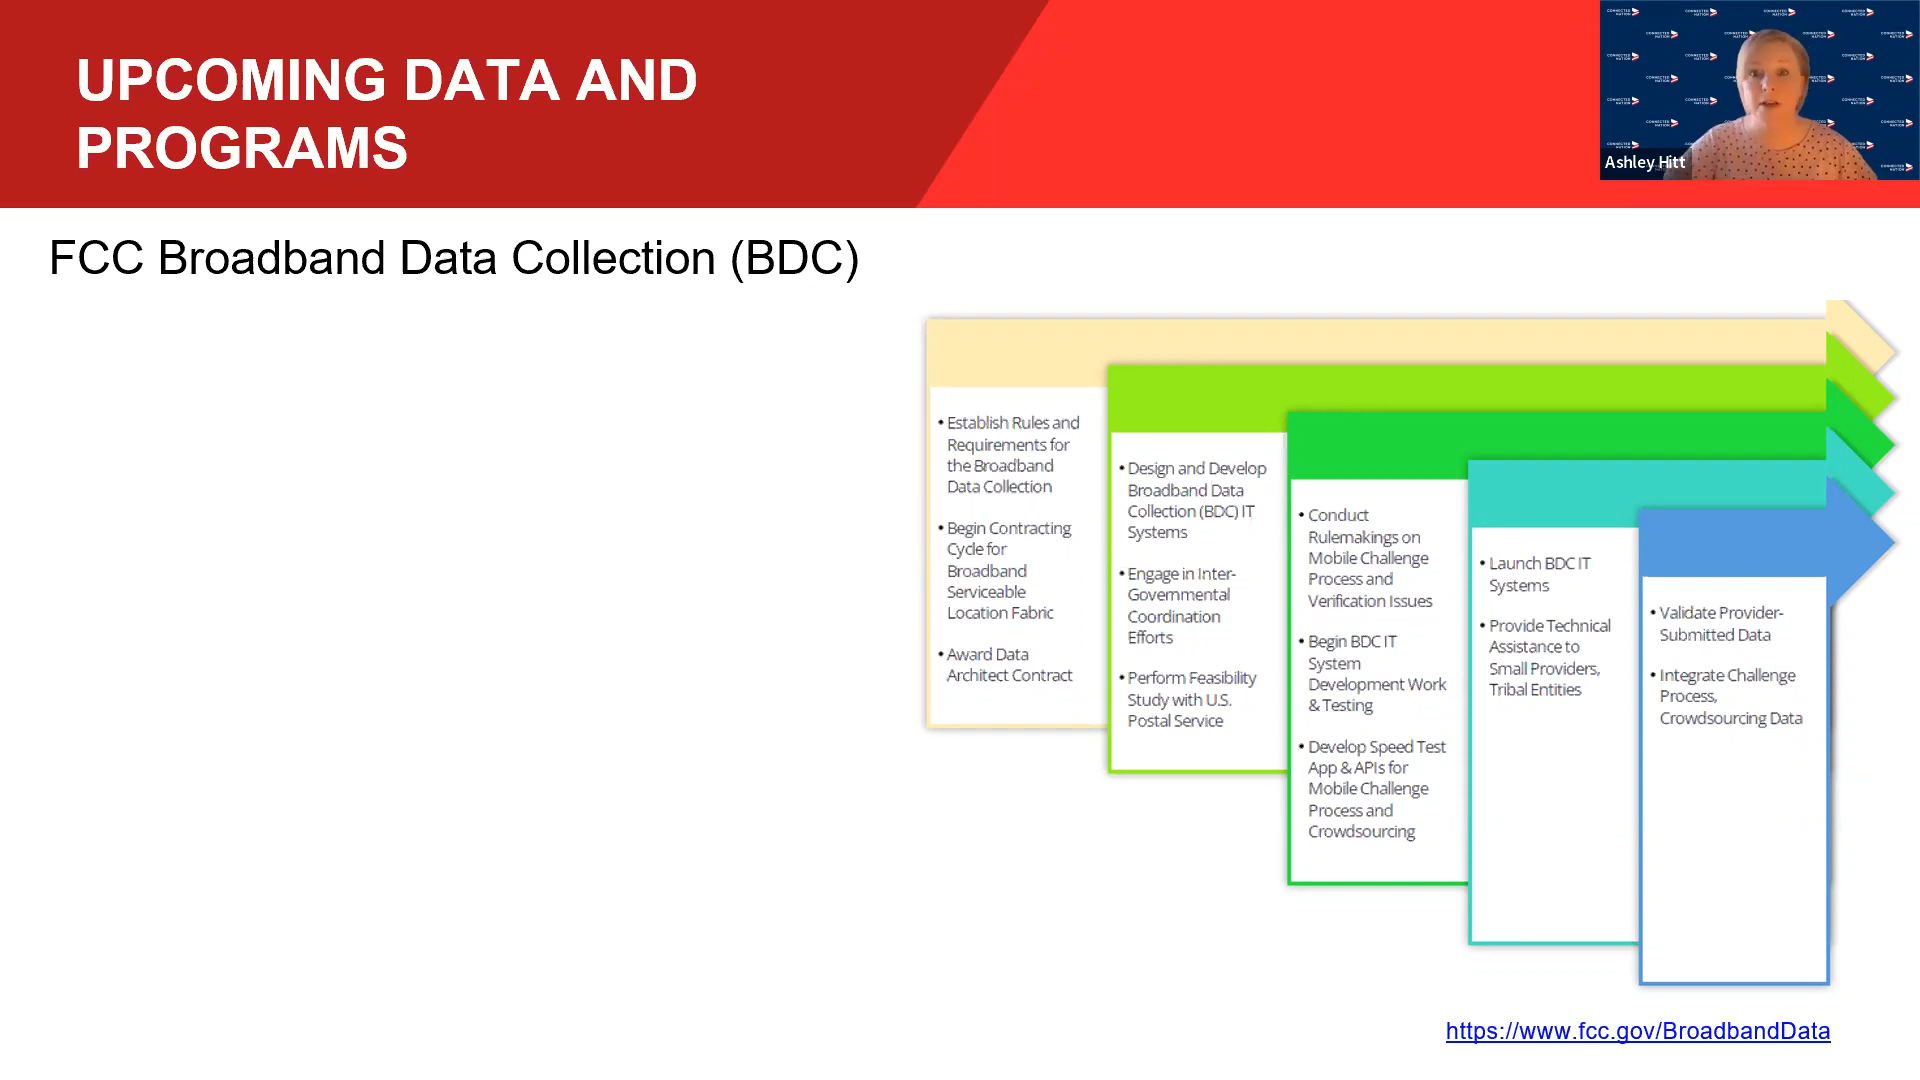 UPCOMING DATA AND
PROGRAMS
CONNECTED
NATION
Ashley Hitt
FCC Broadband Data Collection (BDC)
• Establish Rules and
Requirements for
the Broadband
Data Collection
• Begin Contracting
Cycle for
Broadband
Serviceable
Location Fabric
• Award Data
Architect Contract
• Design and Develop
Broadband Data
Collection (BDC) IT
Systems
• Engage in Inter-
Governmental
Coordination
Efforts
• Perform Feasibility
Study with U.S.
Postal Service
• Conduct
Rulemakings on
Mobile Challenge
Process and
Verification Issues
• Begin BDC IT
System
Development Work
& Testing
• Develop Speed Test
App & APIs for
Mobile Challenge
Process and
Crowdsourcing
• Launch BDC IT
Systems
• Provide Technical
Assistance to
Small Providers,
Tribal Entities
• Validate Provider-
Submitted Data
• Integrate Challenge
Process,
Crowdsourcing Data
https://www.fcc.gov/BroadbandData